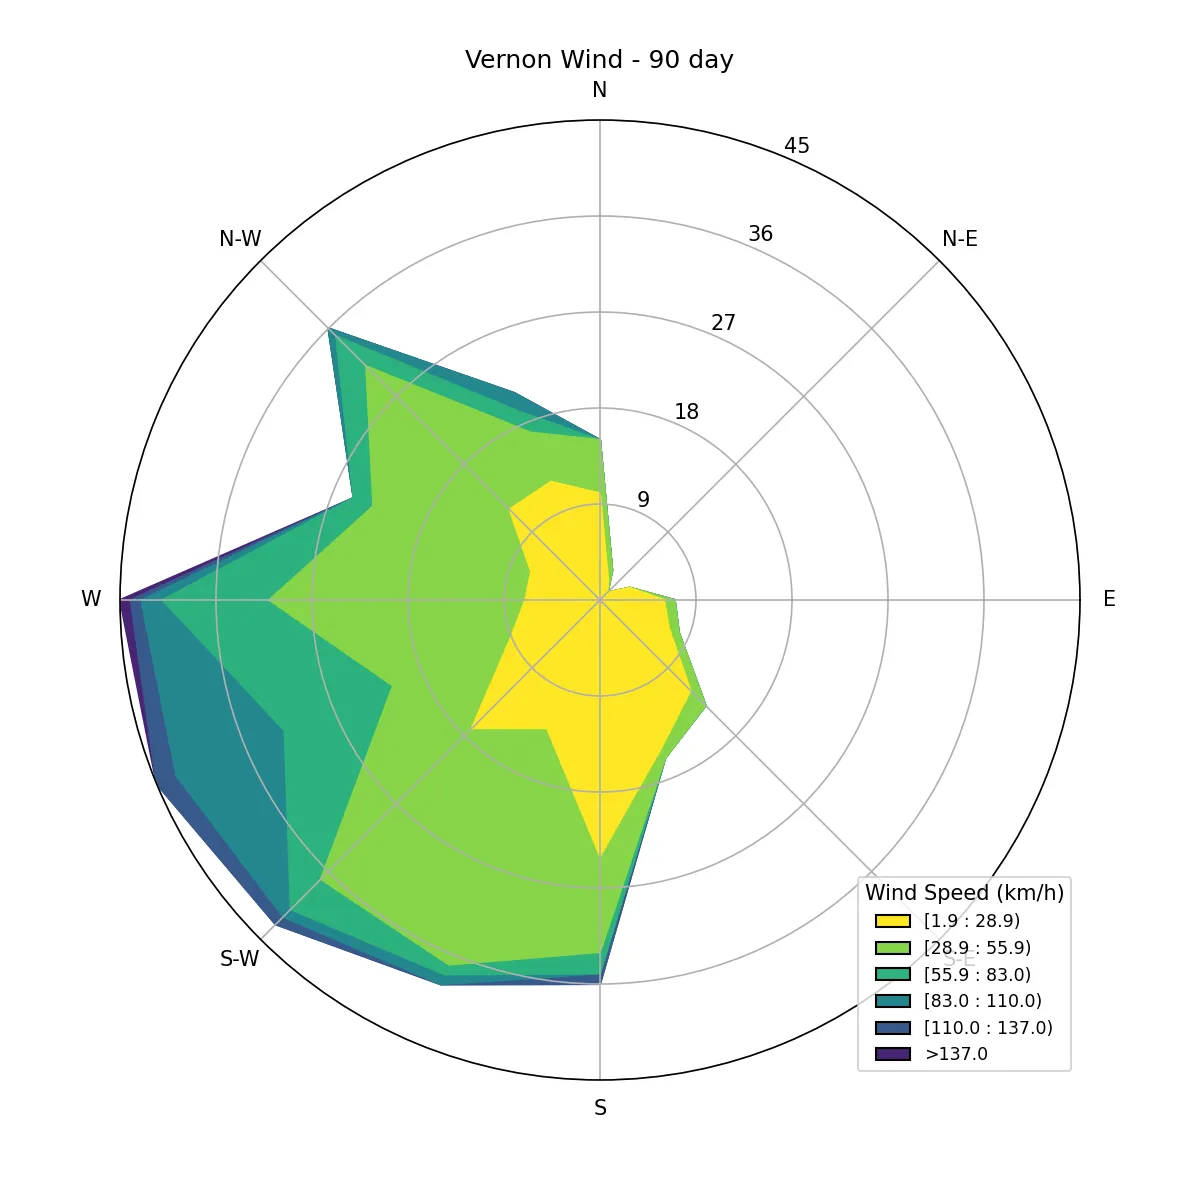 Vernon Wind - 90 day
N
45
N-W
N-E
36
27
18
9
W
E
S-W
S-E
S
Wind Speed (km/h)
[1.9 : 28.9)
[28.9 : 55.9)
[55.9 : 83.0)
[83.0 : 110.0)
[110.0 : 137.0)
>137.0